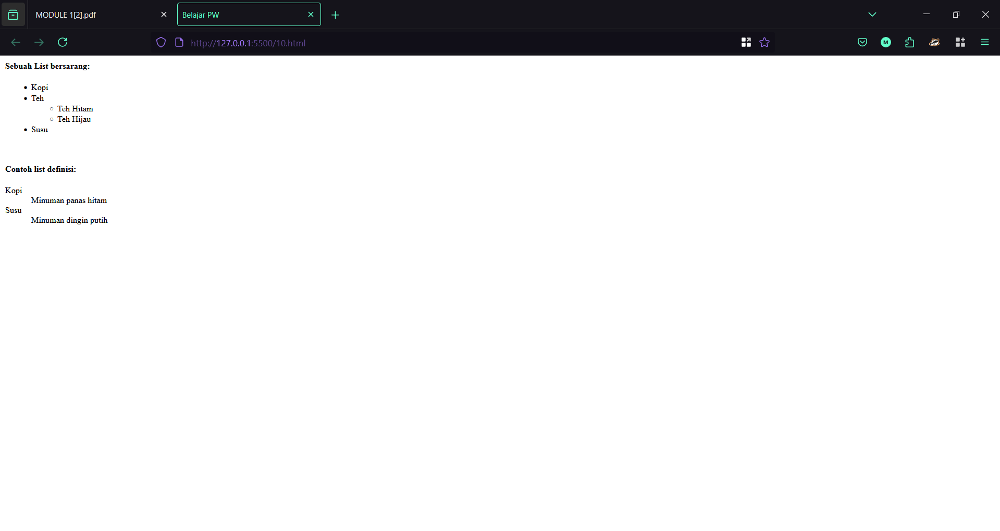 MODULE 1[2].pdf
Belajar PW
http://127.0.0.1:5500/10.html
M
Sebuah List bersarang:
Kopi
Teh
Teh Hitam
Teh Hijau
Susu
Contoh list definisi:
Kopi
Minuman panas hitam
Susu
Minuman dingin putih